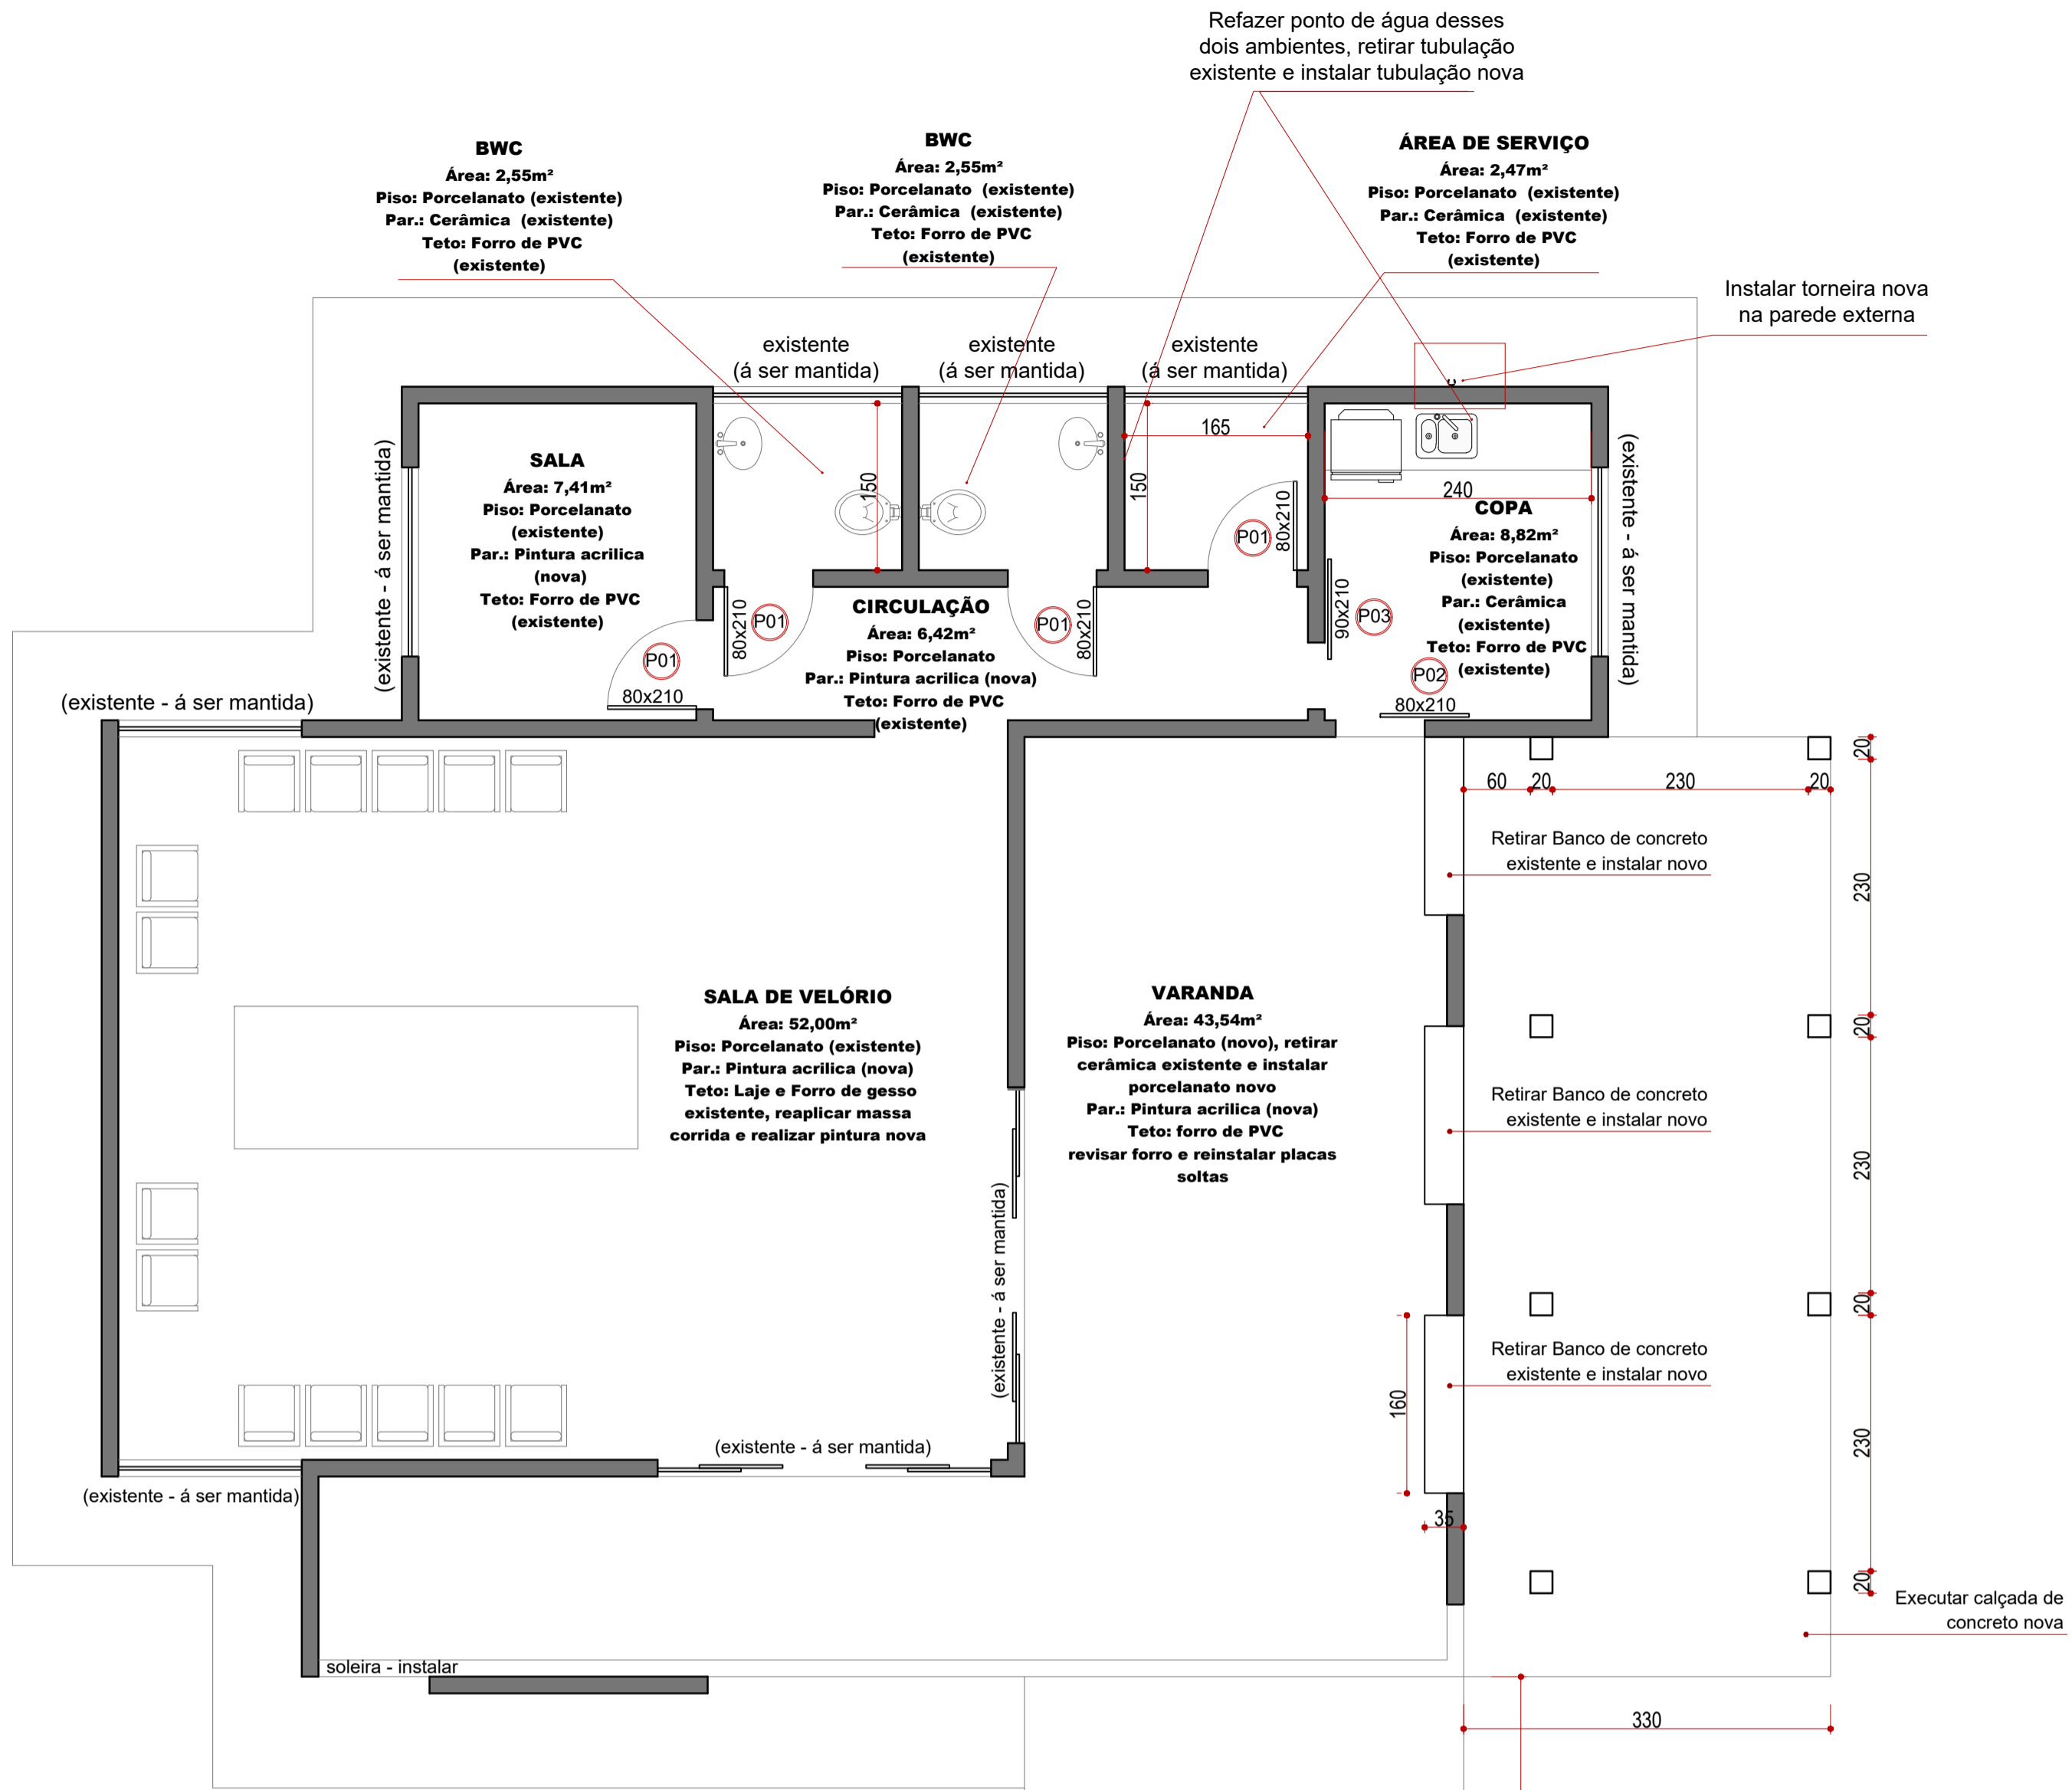 Refazer ponto de água desses
dois ambientes, retirar tubulação
existente e instalar tubulação nova
BWC
Área: 2,55m²
Piso: Porcelanato (existente)
Par.: Cerâmica (existente)
Teto: Forro de PVC
(existente)
BWC
Área: 2,55m²
Piso: Porcelanato (existente)
Par.: Cerâmica (existente)
Teto: Forro de PVC
(existente)
ÁREA DE SERVIÇO
Área: 2,47m²
Piso: Porcelanato (existente)
Par.: Cerâmica (existente)
Teto: Forro de PVC
(existente)
Instalar torneira nova
na parede externa
existente
(á ser mantida)
existente
(á ser mantida)
existente
(á ser mantida)
(existente - á ser mantida)
SALA
Área: 7,41m²
Piso: Porcelanato
(existente)
Par.: Pintura acrilica
(nova)
Teto: Forro de PVC
(existente)
150
150
165
240
COPA
Área: 8,82m²
Piso: Porcelanato
(existente)
Par.: Cerâmica
(existente)
Teto: Forro de PVC
(existente)
(existente - á ser mantida)
P01
80x210
P03
90x210
P02
80x210
P01
80x210
P01
80x210
P01
80x210
CIRCULAÇÃO
Área: 6,42m²
Piso: Porcelanato
Par.: Pintura acrilica (nova)
Teto: Forro de PVC
(existente)
(existente - á ser mantida)
60
20
230
20
20
230
20
230
20
230
20
Retirar Banco de concreto
existente e instalar novo
Retirar Banco de concreto
existente e instalar novo
Retirar Banco de concreto
existente e instalar novo
SALA DE VELÓRIO
Área: 52,00m²
Piso: Porcelanato (existente)
Par.: Pintura acrilica (nova)
Teto: Laje e Forro de gesso
existente, reaplicar massa
corrida e realizar pintura nova
VARANDA
Área: 43,54m²
Piso: Porcelanato (novo), retirar
cerâmica existente e instalar
porcelanato novo
Par.: Pintura acrilica (nova)
Teto: forro de PVC
revisar forro e reinstalar placas
soltas
(existente - á ser mantida)
160
35
(existente - á ser mantida)
(existente - á ser mantida)
Executar calçada de
concreto nova
soleira - instalar
330